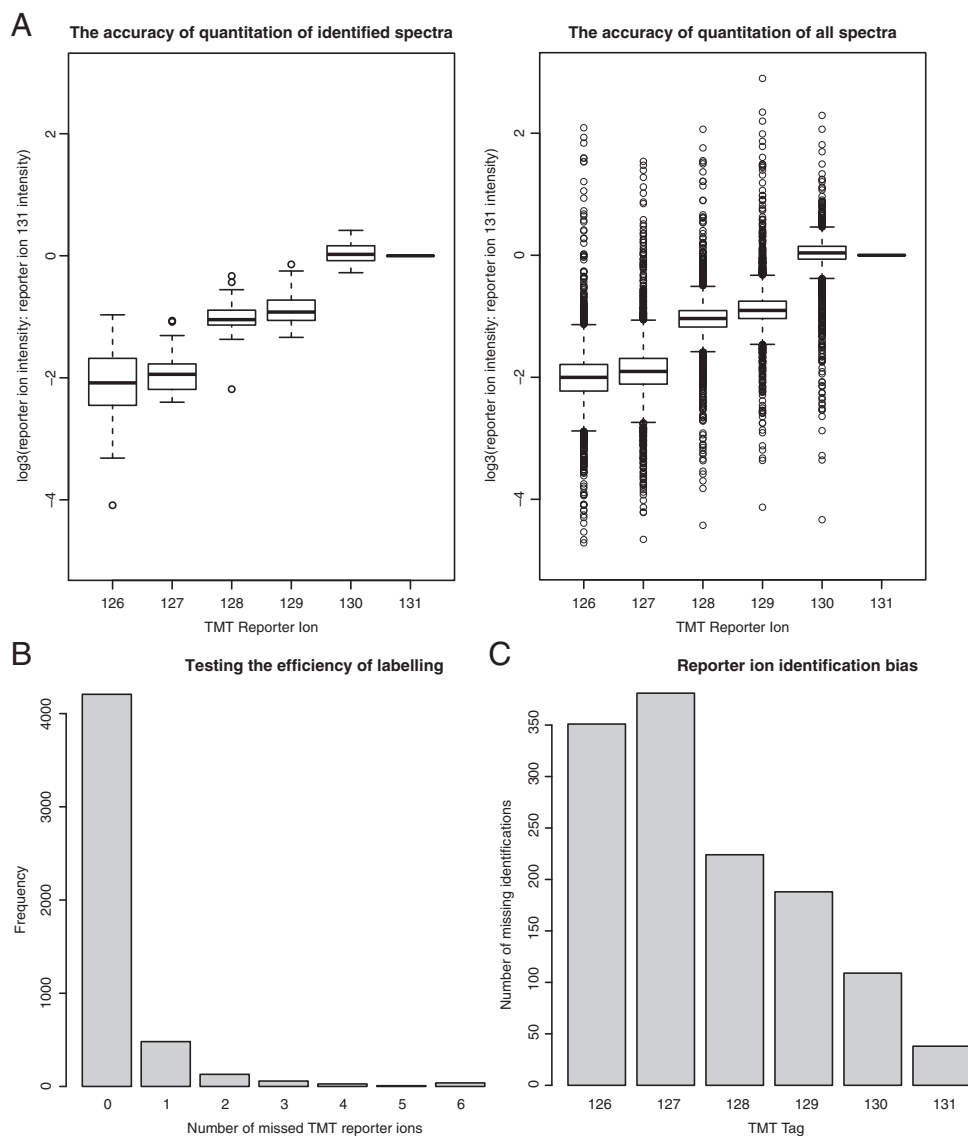 A
The accuracy of quantitation of identified spectra
log3(reporter ion intensity: reporter ion 131 intensity)
2
0
−2
−4
126 127 128 129 130 131
TMT Reporter Ion
The accuracy of quantitation of all spectra
log3(reporter ion intensity: reporter ion 131 intensity)
2
0
−2
−4
126 127 128 129 130 131
TMT Reporter Ion
B
Testing the efficiency of labelling
Frequency
4000
3000
2000
1000
0
0 1 2 3 4 5 6
Number of missed TMT reporter ions
C
Reporter ion identification bias
Number of missing identifications
350
300
250
200
150
100
50
0
126 127 128 129 130 131
TMT Tag